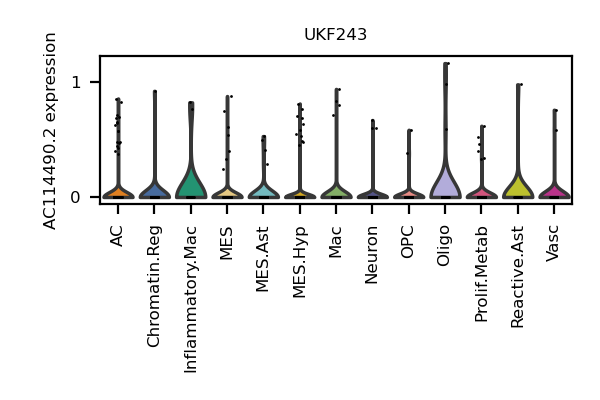 UKF243
AC114490.2 expression
1
0
AC
Chromatin.Reg
Inflammatory.Mac
MES
MES.Ast
MES.Hyp
Mac
Neuron
OPC
Oligo
Prolif.Metab
Reactive.Ast
Vasc